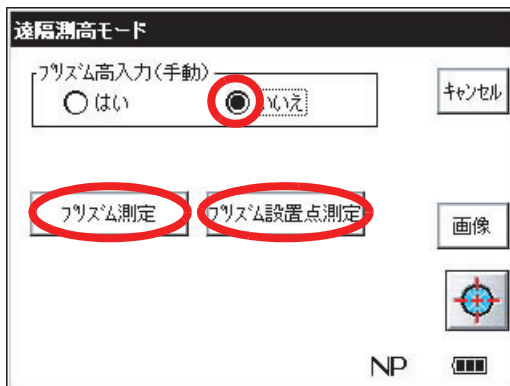 遠隔測高モード
プリズム高入力(手動)
はい いいえ
キャンセル
プリズム測定 プリズム設置点測定
画像
NP